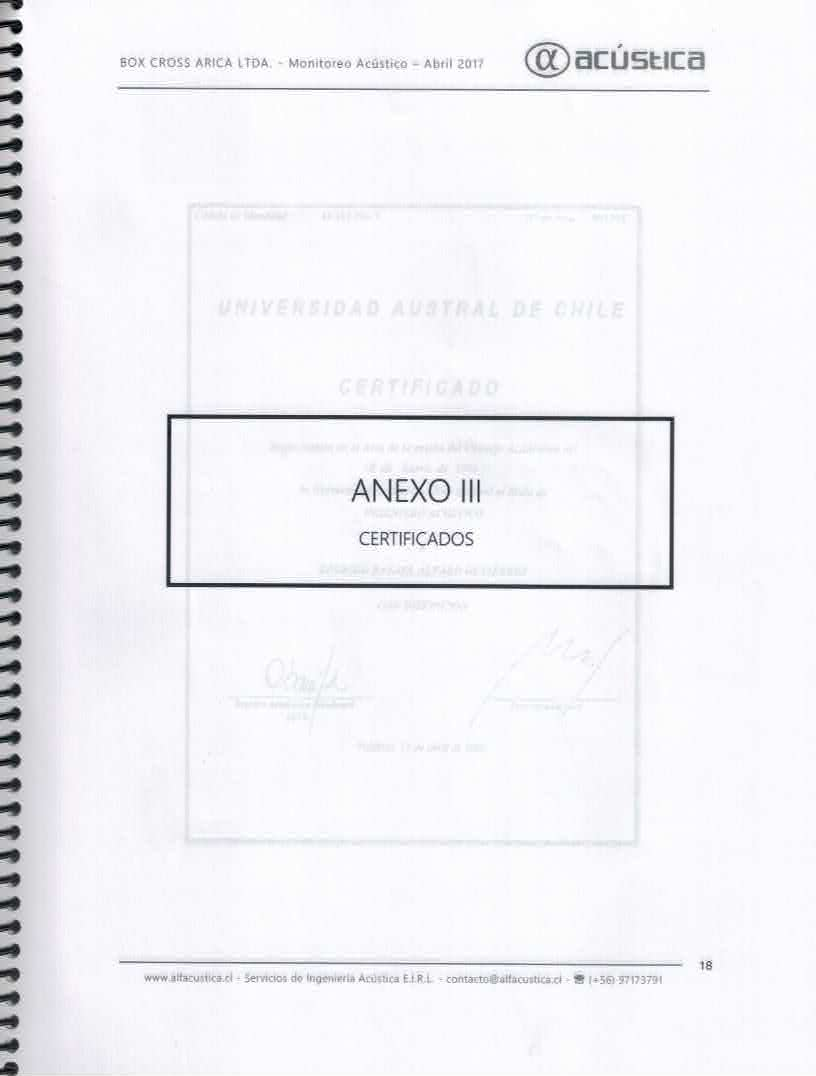 BOX CROSS ARICA LTDA. – Monitoreo Acústico – Abril 2017
α acústica
UNIVERSIDAD AUSTRAL DE CHILE
CERTIFICADO
ANEXO III
CERTIFICADOS
18
www.alfacustica.cl - Servicios de Ingeniería Acústica E.I.R.L. - contacto@alfacustica.cl - ☎ (+56) 97173791